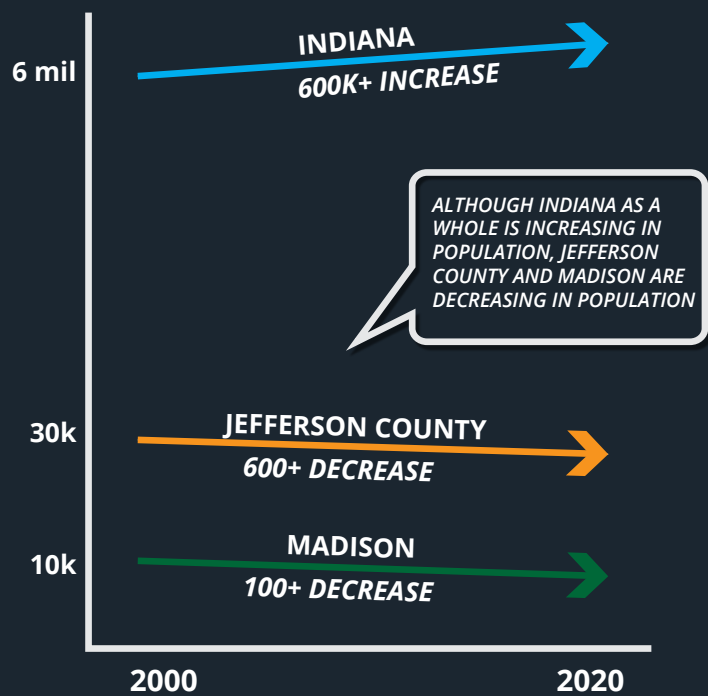 INDIANA
6 mil
600K+ INCREASE
ALTHOUGH INDIANA AS A
WHOLE IS INCREASING IN
POPULATION, JEFFERSON
COUNTY AND MADISON ARE
DECREASING IN POPULATION
30k
JEFFERSON COUNTY
600+ DECREASE
MADISON
10k
100+ DECREASE
2000 2020